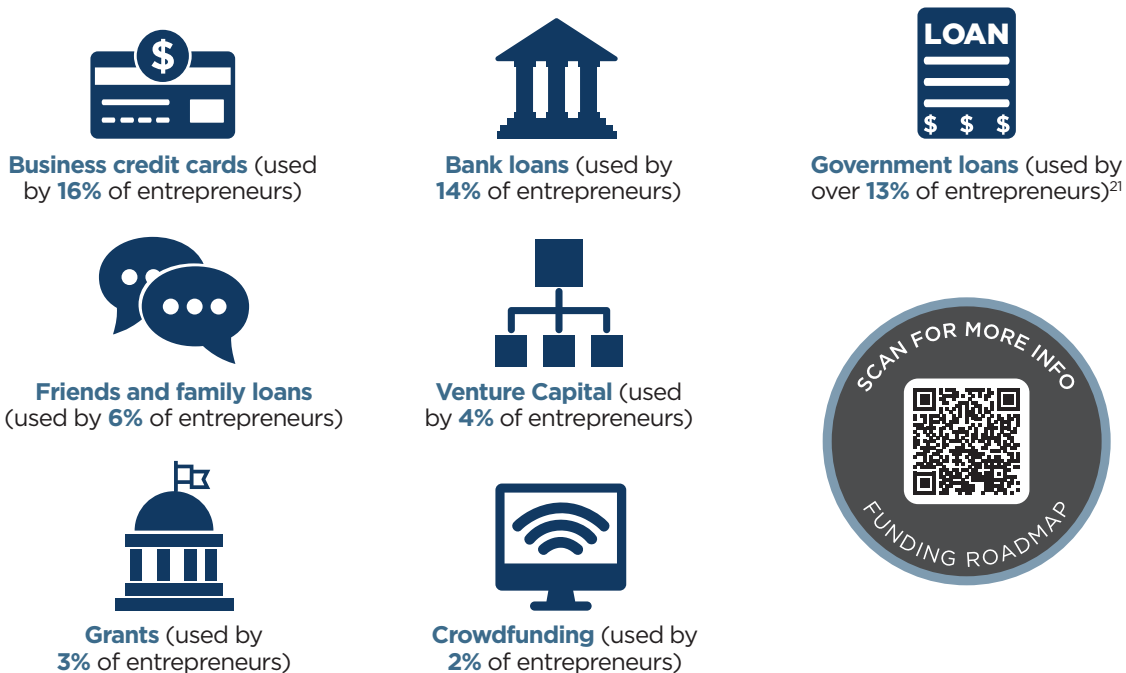 LOAN
$
$ $ $
Business credit cards (used
by 16% of entrepreneurs)
Bank loans (used by
14% of entrepreneurs)
Government loans (used by
over 13% of entrepreneurs)21
Friends and family loans
(used by 6% of entrepreneurs)
Venture Capital (used
by 4% of entrepreneurs)
SCAN FOR MORE INFO
FUNDING ROADMAP
Grants (used by
3% of entrepreneurs)
Crowdfunding (used by
2% of entrepreneurs)